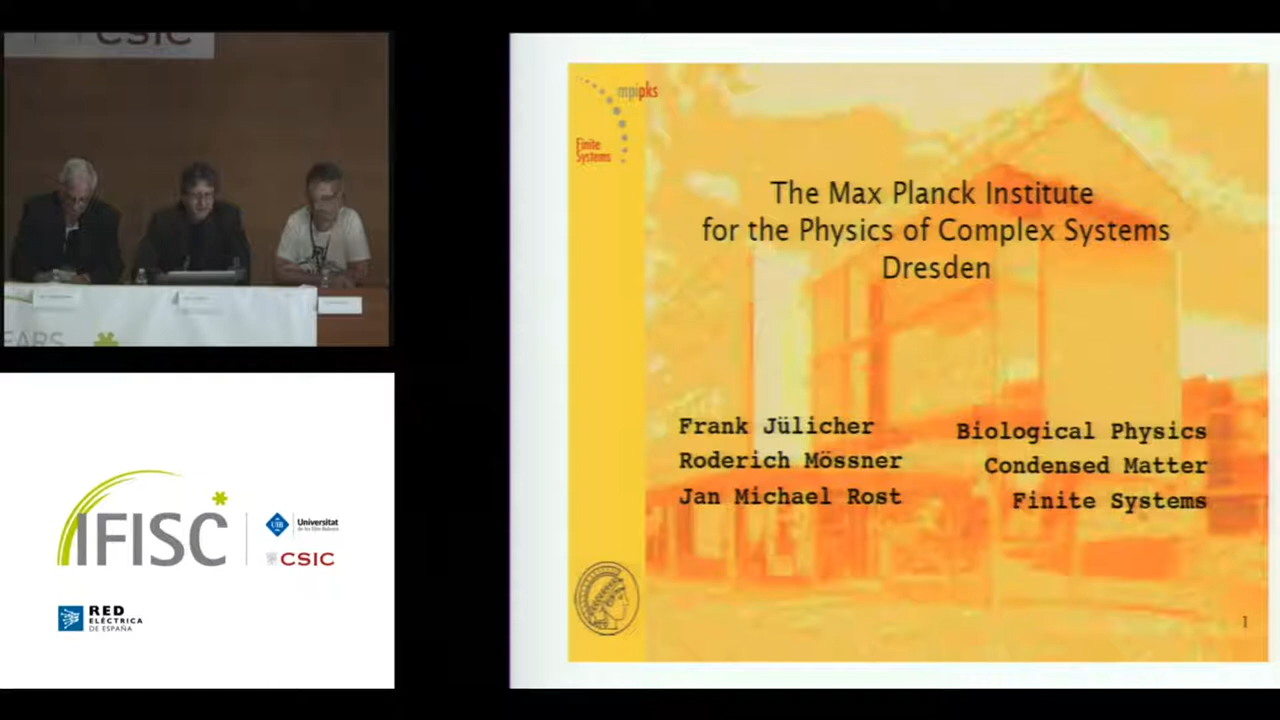 CSIC
EARS
IFISC
UIB
Universitat
de les Illes Balears
CSIC
RED
ELÉCTRICA
DE ESPAÑA
mpipks
Finite
Systems
The Max Planck Institute
for the Physics of Complex Systems
Dresden
Frank Jülicher Biological Physics
Roderich Mössner Condensed Matter
Jan Michael Rost Finite Systems
1